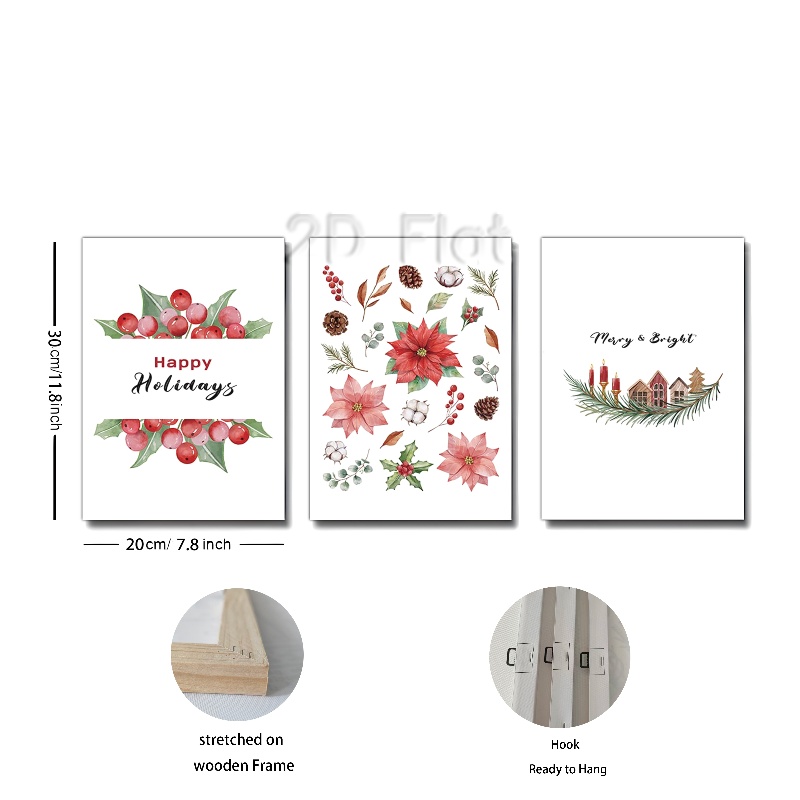 2D Flat
Happy
Holidays
Merry & Bright
30cm/11.8inch
20cm/ 7.8 inch
stretched on
wooden Frame
Hook
Ready to Hang